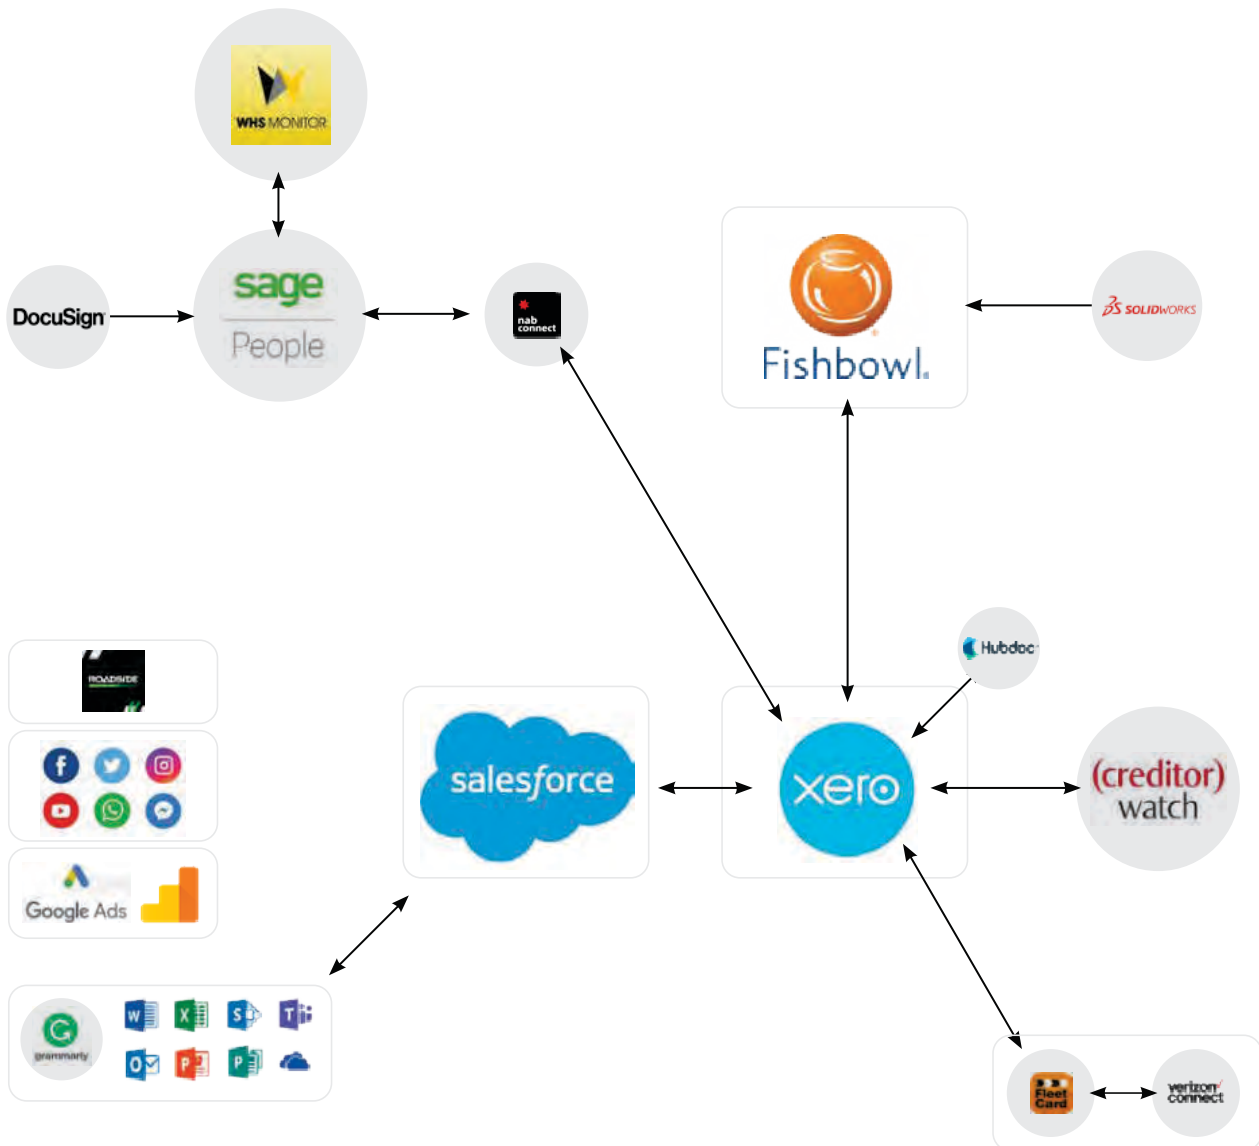 WHS MONITOR
DocuSign
sage
People
nab
connect
Fishbowl
SOLIDWORKS
Hubdoc
ROADSIDE
salesforce
xero
(creditor)
watch
Google Ads
grammarly
W
X
S
T
O
P
P
Fleet
Card
verizon
connect